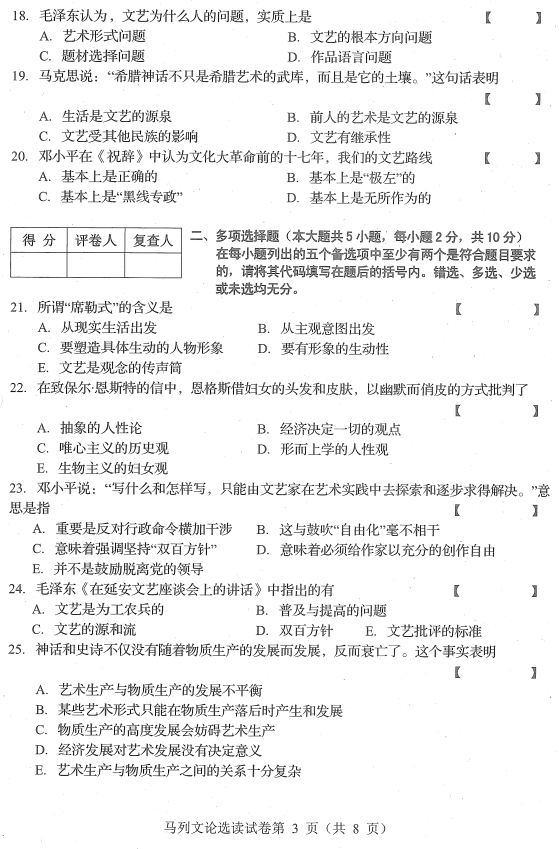 18. 毛泽东认为，文艺为什么人的问题，实质上是 【 】
A. 艺术形式问题 B. 文艺的根本方向问题
C. 题材选择问题 D. 作品语言问题
19. 马克思说：“希腊神话不只是希腊艺术的武库，而且是它的土壤。”这句话表明
【 】
A. 生活是文艺的源泉 B. 前人的艺术是文艺的源泉
C. 文艺受其他民族的影响 D. 文艺有继承性
20. 邓小平在《祝辞》中认为文化大革命前的十七年，我们的文艺路线 【 】
A. 基本上是正确的 B. 基本上是“极左”的
C. 基本上是“黑线专政” D. 基本上是无所作为的
得 分 评卷人 复查人
二、多项选择题（本大题共 5 小题，每小题 2 分，共 10 分）
在每小题列出的五个备选项中至少有两个是符合题目要求
的，请将其代码填写在题后的括号内。错选、多选、少选
或未选均无分。
21. 所谓“席勒式”的含义是 【 】
A. 从现实生活出发 B. 从主观意图出发
C. 要塑造具体生动的人物形象 D. 要有形象的生动性
E. 文艺是观念的传声筒
22. 在致保尔·恩斯特的信中，恩格斯借妇女的头发和皮肤，以幽默而俏皮的方式批判了
【 】
A. 抽象的人性论 B. 经济决定一切的观点
C. 唯心主义的历史观 D. 形而上学的人性观
E. 生物主义的妇女观
23. 邓小平说：“写什么和怎样写，只能由文艺家在艺术实践中去探索和逐步求得解决。”意
思是指 【 】
A. 重要是反对行政命令横加干涉 B. 这与鼓吹“自由化”毫不相干
C. 意味着强调坚持“双百方针” D. 意味着必须给作家以充分的创作自由
E. 并不是鼓励脱离党的领导
24. 毛泽东《在延安文艺座谈会上的讲话》中指出的有 【 】
A. 文艺是为工农兵的 B. 普及与提高的问题
C. 文艺的源和流 D. 双百方针 E. 文艺批评的标准
25. 神话和史诗不仅没有随着物质生产的发展而发展，反而衰亡了。这个事实表明
【 】
A. 艺术生产与物质生产的发展不平衡
B. 某些艺术形式只能在物质生产落后时产生和发展
C. 物质生产的高度发展会妨碍艺术生产
D. 经济发展对艺术发展没有决定意义
E. 艺术生产与物质生产之间的关系十分复杂
马列文论选读试卷第 3 页（共 8 页）